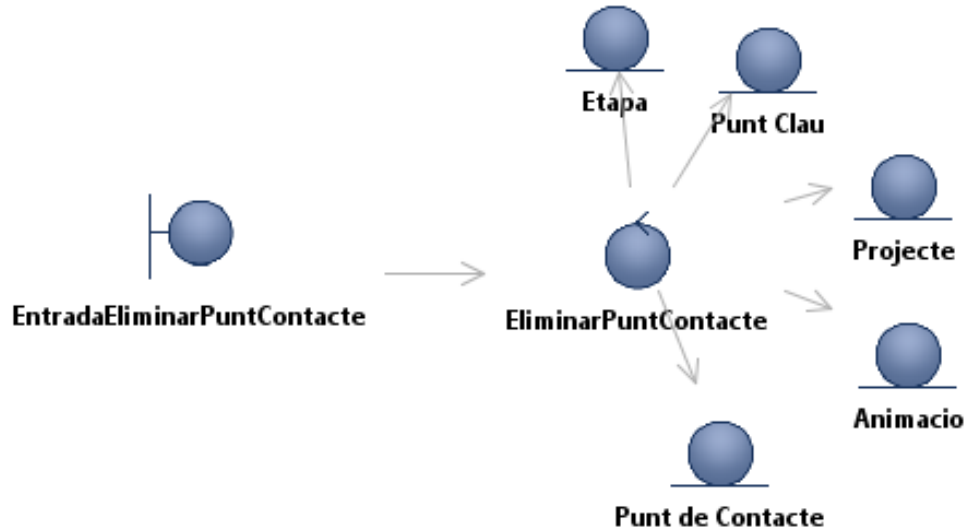 Etapa
Punt Clau
Projecte
EntradaEliminarPuntContacte
EliminarPuntContacte
Animacio
Punt de Contacte